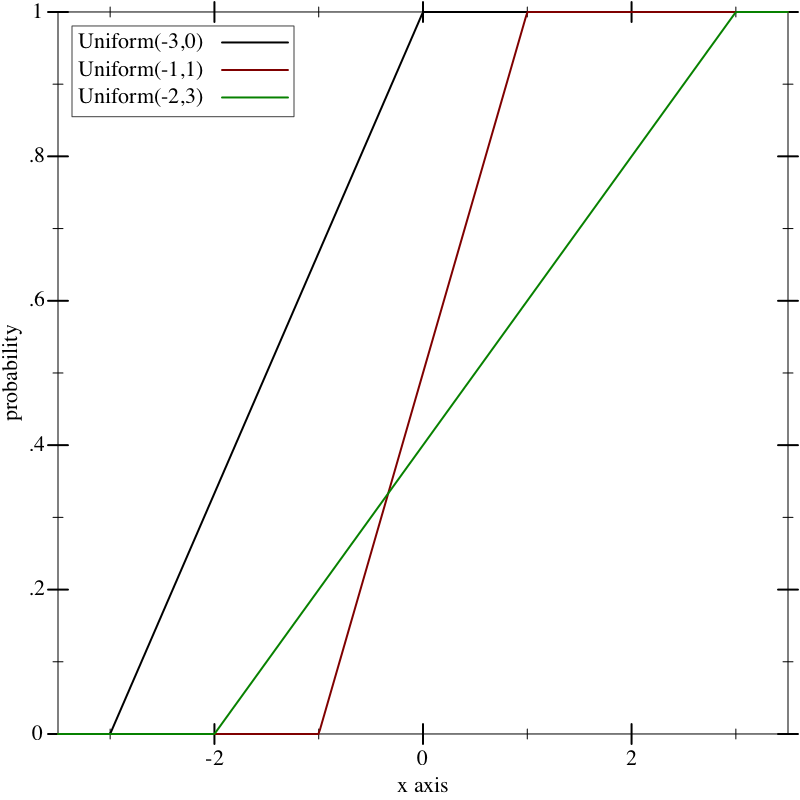 1
Uniform(-3,0)
Uniform(-1,1)
Uniform(-2,3)
.8
.6
probability
.4
.2
0
-2 0 2
x axis